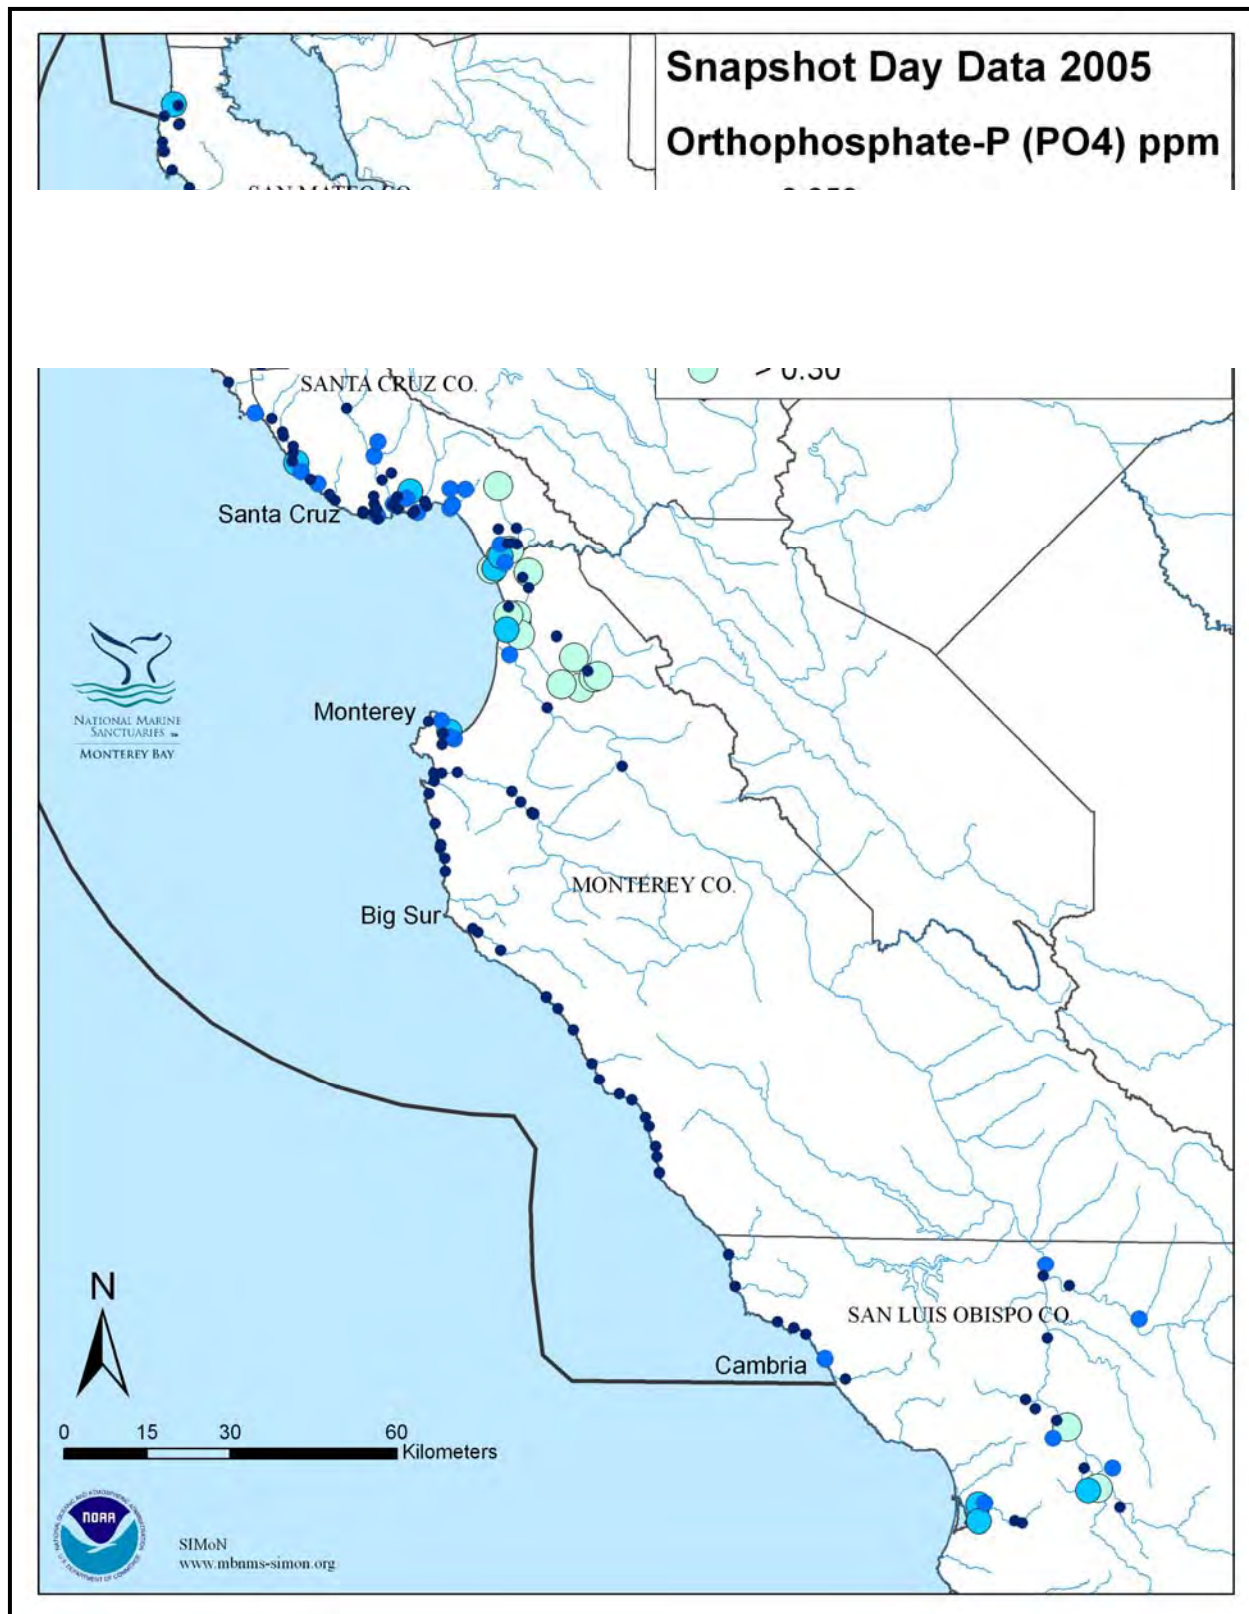 Snapshot Day Data 2005
Orthophosphate-P (PO4) ppm
> 0.30
SANTA CRUZ CO.
Santa Cruz
NATIONAL MARINE
SANCTUARIES
MONTEREY BAY
Monterey
MONTEREY CO.
Big Sur
SAN LUIS OBISPO CO.
Cambria
N
0 15 30 60
Kilometers
NOAA
SIMoN
www.mbnms-simon.org